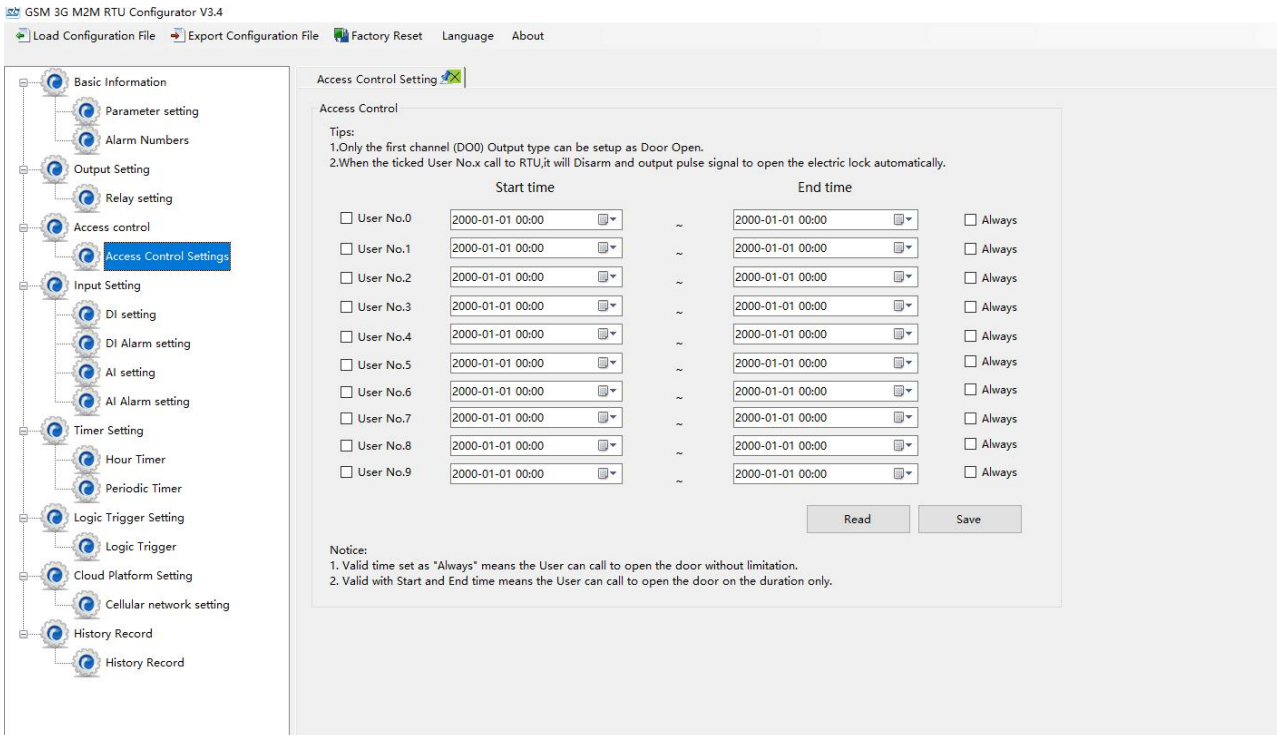 GSM 3G M2M RTU Configurator V3.4
Load Configuration File Export Configuration File Factory Reset Language About
Basic Information
Parameter setting
Alarm Numbers
Output Setting
Relay setting
Access control
Access Control Settings
Input Setting
DI setting
DI Alarm setting
AI setting
AI Alarm setting
Timer Setting
Hour Timer
Periodic Timer
Logic Trigger Setting
Logic Trigger
Cloud Platform Setting
Cellular network setting
History Record
History Record
Access Control Setting
Access Control
Tips:
1.Only the first channel (DO0) Output type can be setup as Door Open.
2.When the ticked User No.x call to RTU,it will Disarm and output pulse signal to open the electric lock automatically.
Start time End time
User No.0 2000-01-01 00:00 ~ 2000-01-01 00:00 Always
User No.1 2000-01-01 00:00 ~ 2000-01-01 00:00 Always
User No.2 2000-01-01 00:00 ~ 2000-01-01 00:00 Always
User No.3 2000-01-01 00:00 ~ 2000-01-01 00:00 Always
User No.4 2000-01-01 00:00 ~ 2000-01-01 00:00 Always
User No.5 2000-01-01 00:00 ~ 2000-01-01 00:00 Always
User No.6 2000-01-01 00:00 ~ 2000-01-01 00:00 Always
User No.7 2000-01-01 00:00 ~ 2000-01-01 00:00 Always
User No.8 2000-01-01 00:00 ~ 2000-01-01 00:00 Always
User No.9 2000-01-01 00:00 ~ 2000-01-01 00:00 Always
Read Save
Notice:
1. Valid time set as "Always" means the User can call to open the door without limitation.
2. Valid with Start and End time means the User can call to open the door on the duration only.